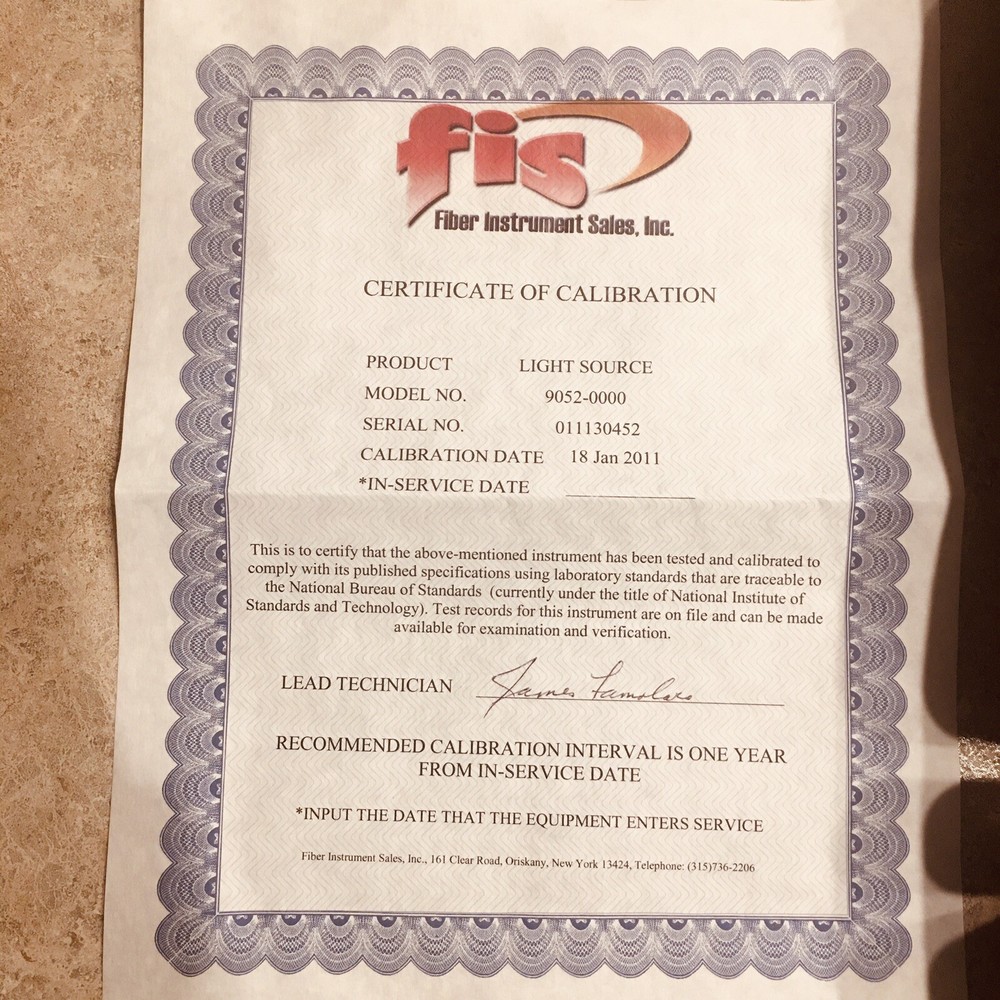 fis
Fiber Instrument Sales, Inc.
CERTIFICATE OF CALIBRATION
PRODUCT LIGHT SOURCE
MODEL NO. 9052-0000
SERIAL NO. 011130452
CALIBRATION DATE 18 Jan 2011
*IN-SERVICE DATE
This is to certify that the above-mentioned instrument has been tested and calibrated to
comply with its published specifications using laboratory standards that are traceable to
the National Bureau of Standards (currently under the title of National Institute of
Standards and Technology). Test records for this instrument are on file and can be made
available for examination and verification.
LEAD TECHNICIAN James Famolaro
RECOMMENDED CALIBRATION INTERVAL IS ONE YEAR
FROM IN-SERVICE DATE
*INPUT THE DATE THAT THE EQUIPMENT ENTERS SERVICE
Fiber Instrument Sales, Inc., 161 Clear Road, Oriskany, New York 13424, Telephone: (315)736-2206